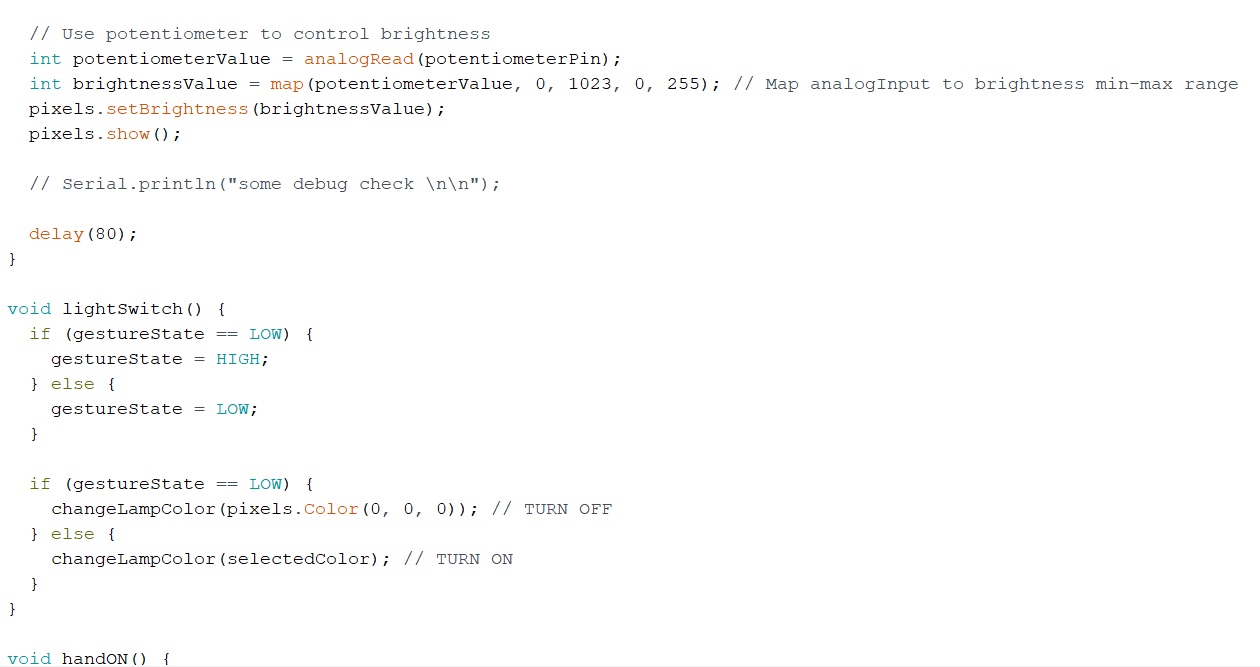 // Use potentiometer to control brightness
int potentiometerValue = analogRead(potentiometerPin);
int brightnessValue = map(potentiometerValue, 0, 1023, 0, 255); // Map analogInput to brightness min-max range
pixels.setBrightness(brightnessValue);
pixels.show();
// Serial.println("some debug check \n\n");
delay(80);
}
void lightSwitch() {
if (gestureState == LOW) {
gestureState = HIGH;
} else {
gestureState = LOW;
}
if (gestureState == LOW) {
changeLampColor(pixels.Color(0, 0, 0)); // TURN OFF
} else {
changeLampColor(selectedColor); // TURN ON
}
}
void handON() {